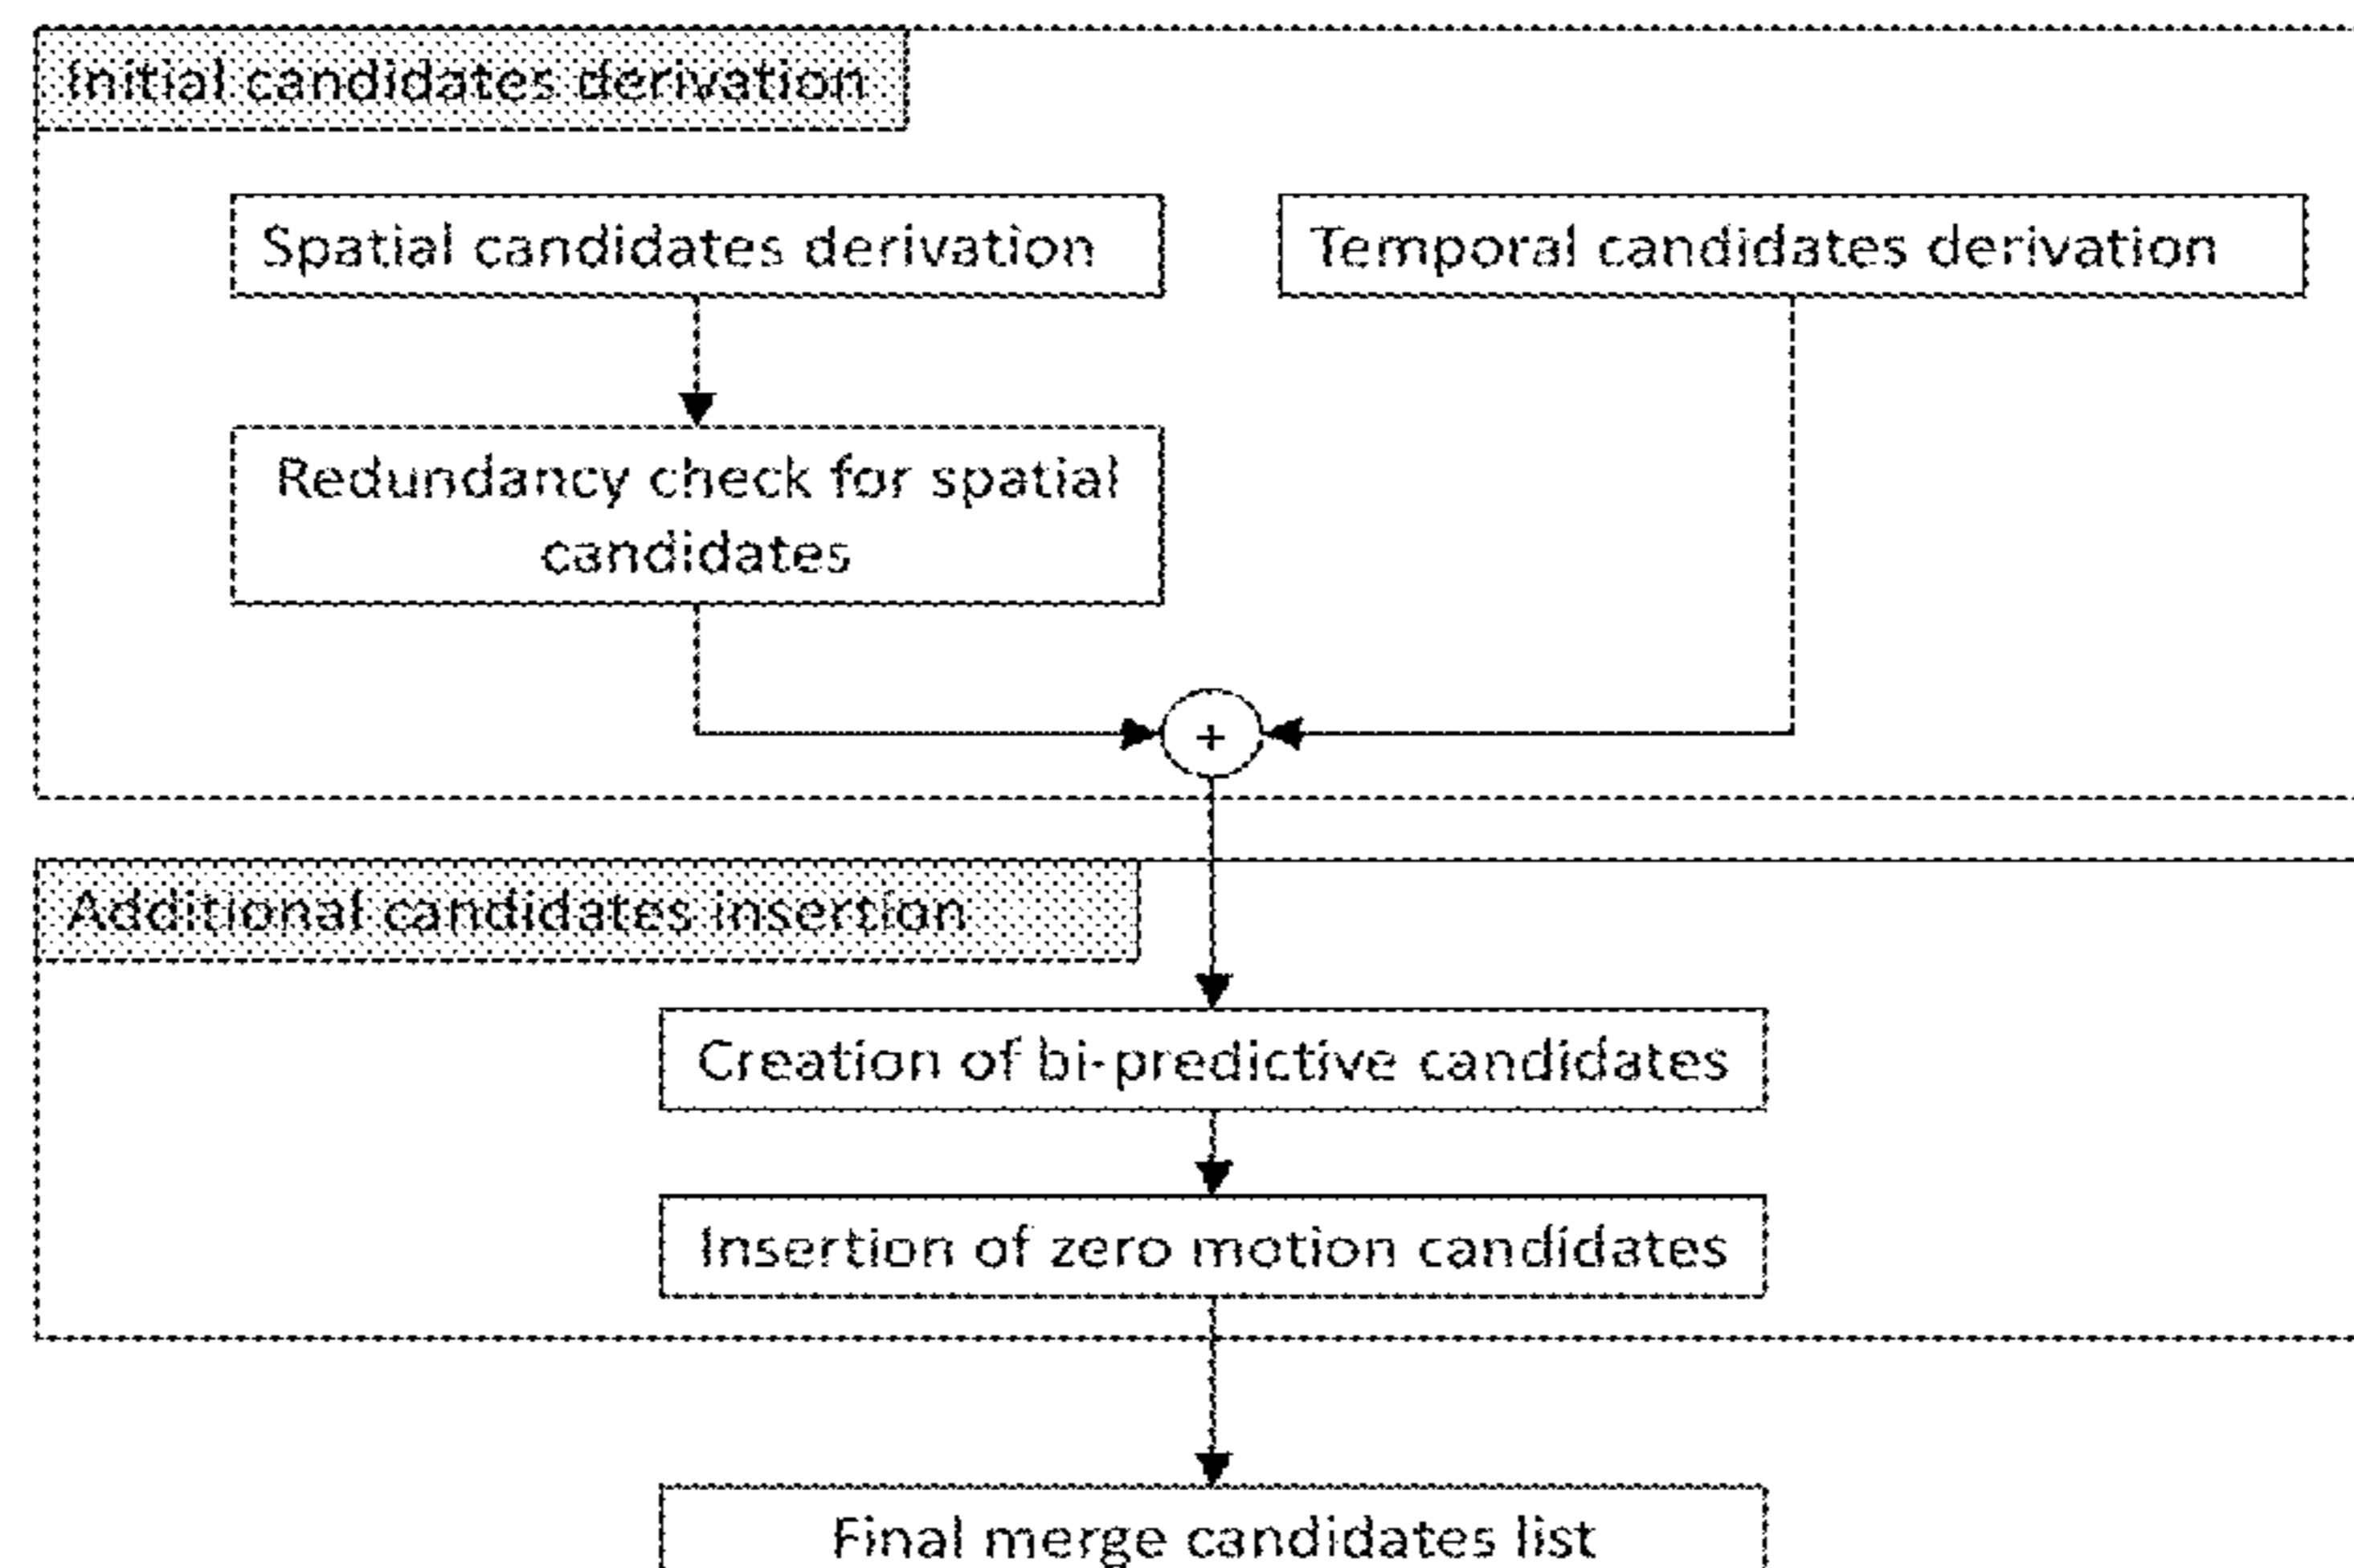 Initial candidates derivation
Spatial candidates derivation
Temporal candidates derivation
Redundancy check for spatial
candidates
+
Additional candidates insertion
Creation of bi-predictive candidates
Insertion of zero motion candidates
Final merge candidates list